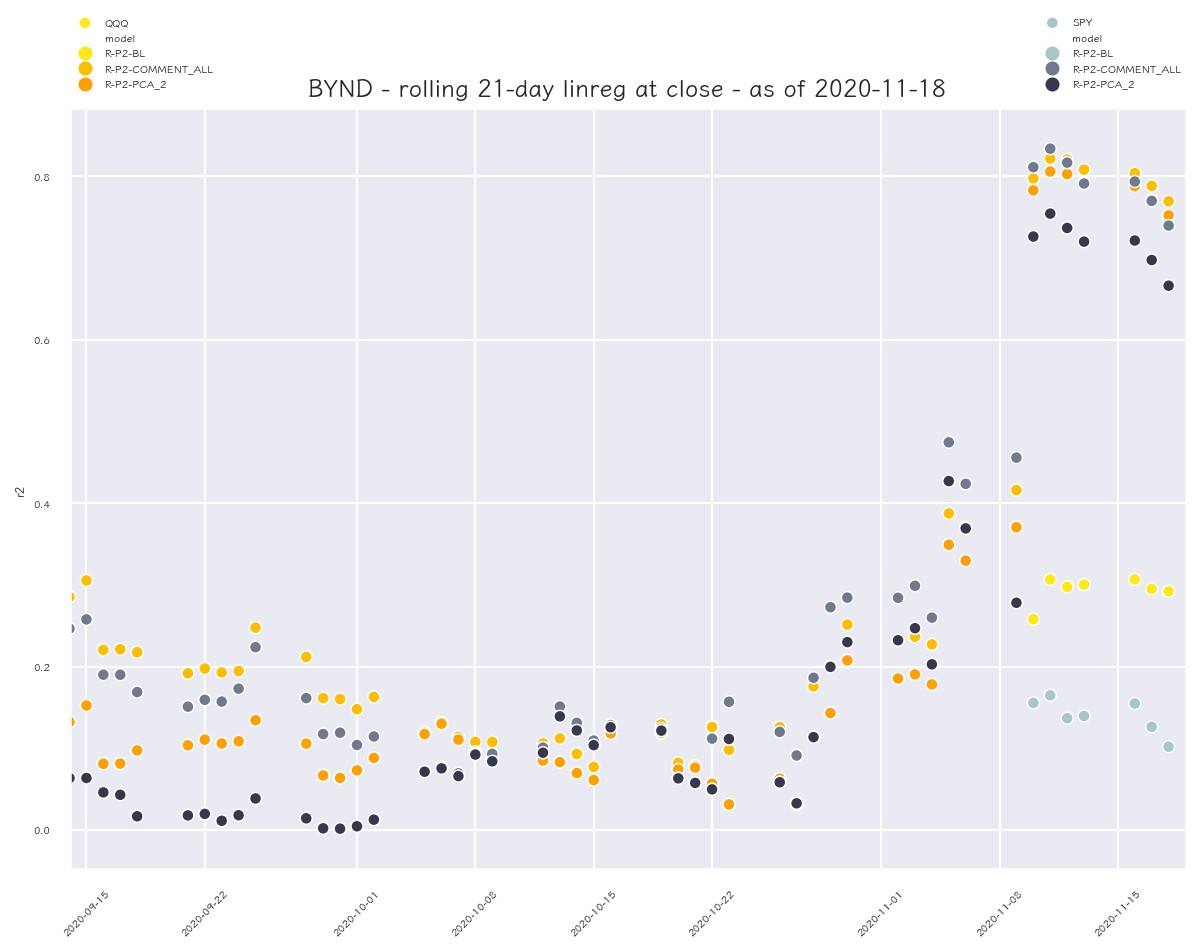 QQQ
model
R-P2-BL
R-P2-COMMENT_ALL
R-P2-PCA_2
SPY
model
R-P2-BL
R-P2-COMMENT_ALL
R-P2-PCA_2
BYND - rolling 21-day linreg at close - as of 2020-11-18
r2
0.8
0.6
0.4
0.2
0.0
2020-09-15
2020-09-22
2020-10-01
2020-10-08
2020-10-15
2020-10-22
2020-11-01
2020-11-08
2020-11-15